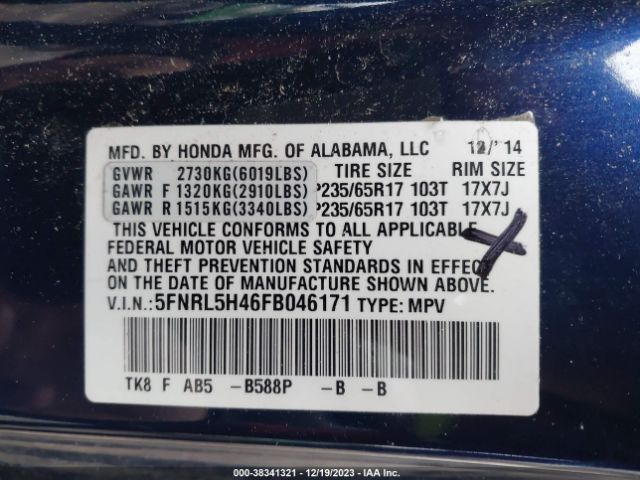 MFD. BY HONDA MFG. OF ALABAMA, LLC 12/'14
GVWR 2730KG(6019LBS) TIRE SIZE RIM SIZE
GAWR F 1320KG(2910LBS) P235/65R17 103T 17X7J
GAWR R 1515KG(3340LBS) P235/65R17 103T 17X7J
THIS VEHICLE CONFORMS TO ALL APPLICABLE
FEDERAL MOTOR VEHICLE SAFETY
AND THEFT PREVENTION STANDARDS IN EFFECT
ON THE DATE OF MANUFACTURE SHOWN ABOVE.
V.I.N.: 5FNRL5H46FB046171 TYPE: MPV
TK8 F AB5 -B588P -B -B
000-38341321 - 12/19/2023 - IAA Inc.